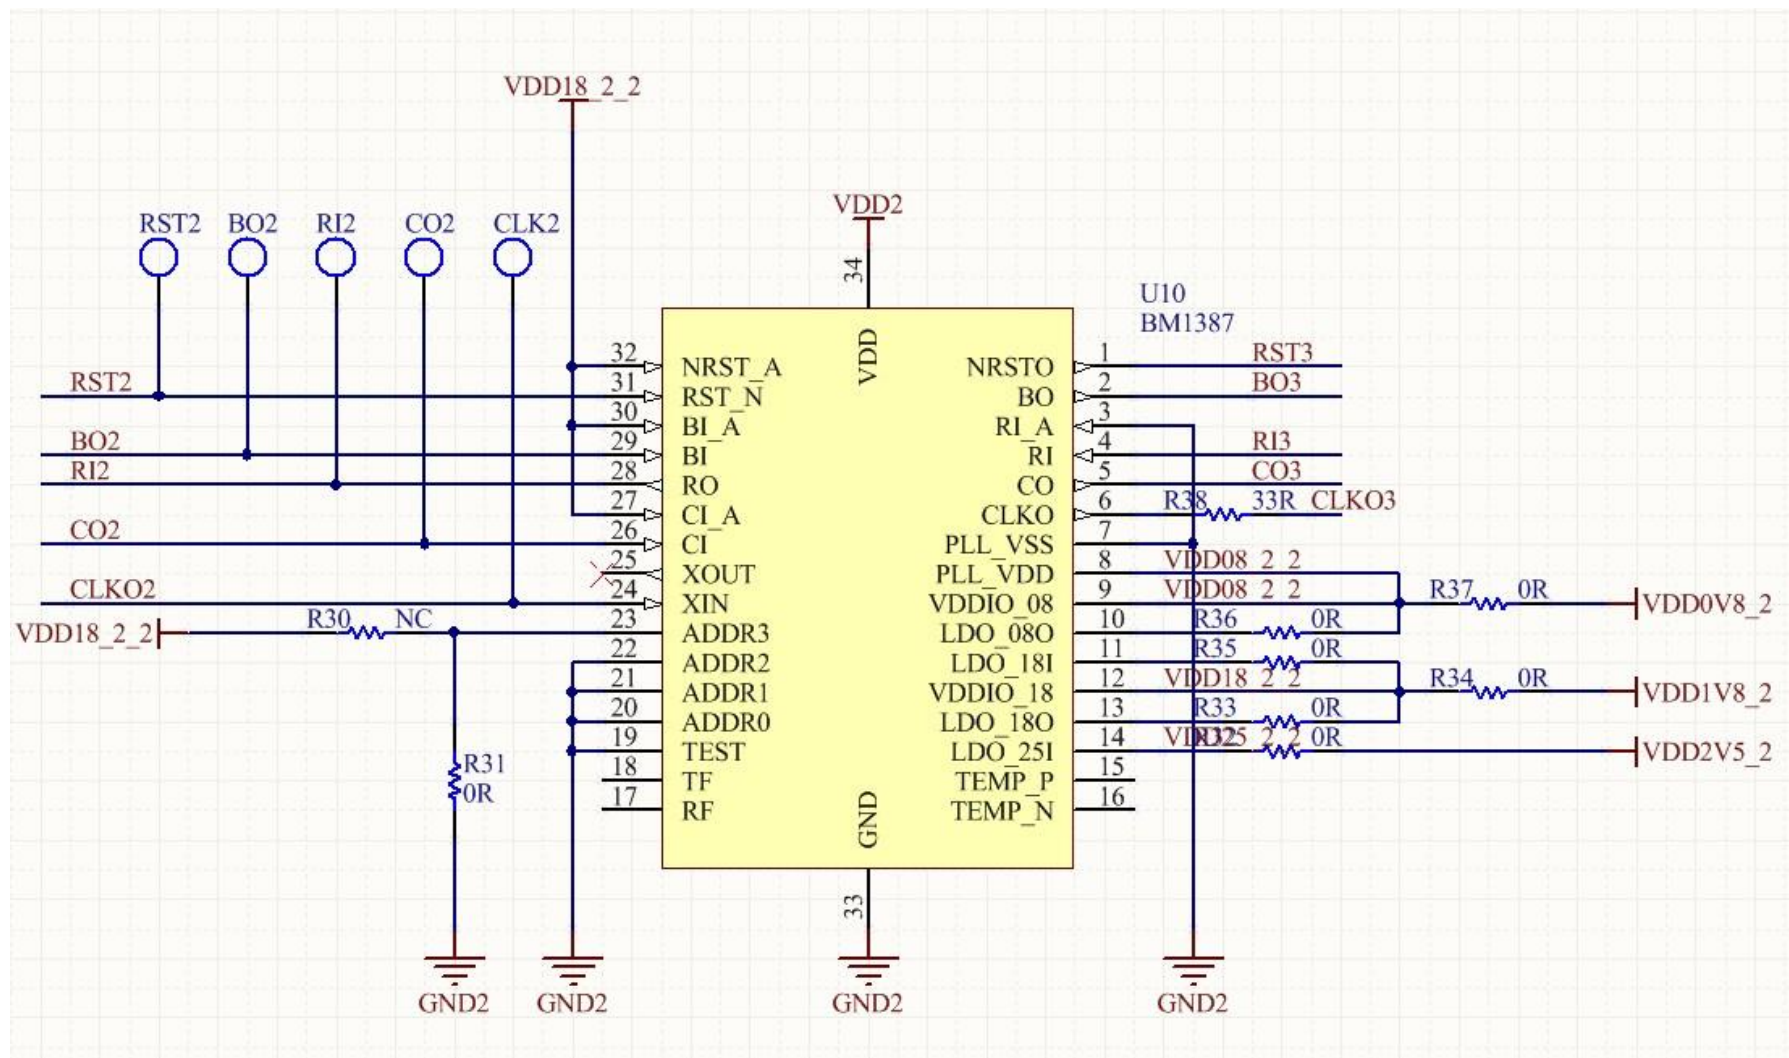 VDD18_2_2
VDD2
RST2 BO2 RI2 CO2 CLK2
34
U10
BM1387
VDD
32 NRST_A NRSTO 1 RST3
RST2 31 RST_N BO 2 BO3
30 BI_A RI_A 3
BO2 29 BI RI 4 RI3
RI2 28 RO CO 5 CO3
27 CI_A CLKO 6 R38 33R CLKO3
CO2 26 CI PLL_VSS 7
25 XOUT PLL_VDD 8 VDD08_2_2
CLKO2 24 XIN VDDIO_08 9 VDD08_2_2 R37 0R VDD0V8_2
VDD18_2_2 R30 NC 23 ADDR3 LDO_08O 10 R36 0R
22 ADDR2 LDO_18I 11 R35 0R
21 ADDR1 VDDIO_18 12 VDD18_2_2 R34 0R VDD1V8_2
20 ADDR0 LDO_18O 13 R33 0R
19 TEST LDO_25I 14 0R VDD2V5_2
R31
0R
18 TF TEMP_P 15
17 RF TEMP_N 16
GND
33
GND2 GND2 GND2 GND2